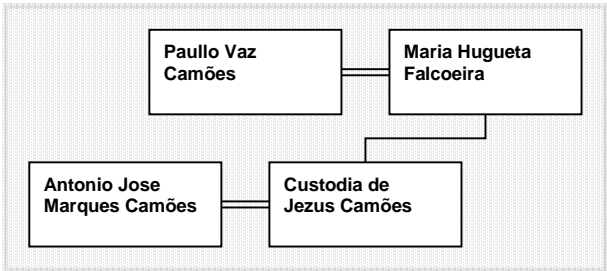 Paullo Vaz
Camões
Maria Hugueta
Falcoeira
Antonio Jose
Marques Camões
Custodia de
Jezus Camões